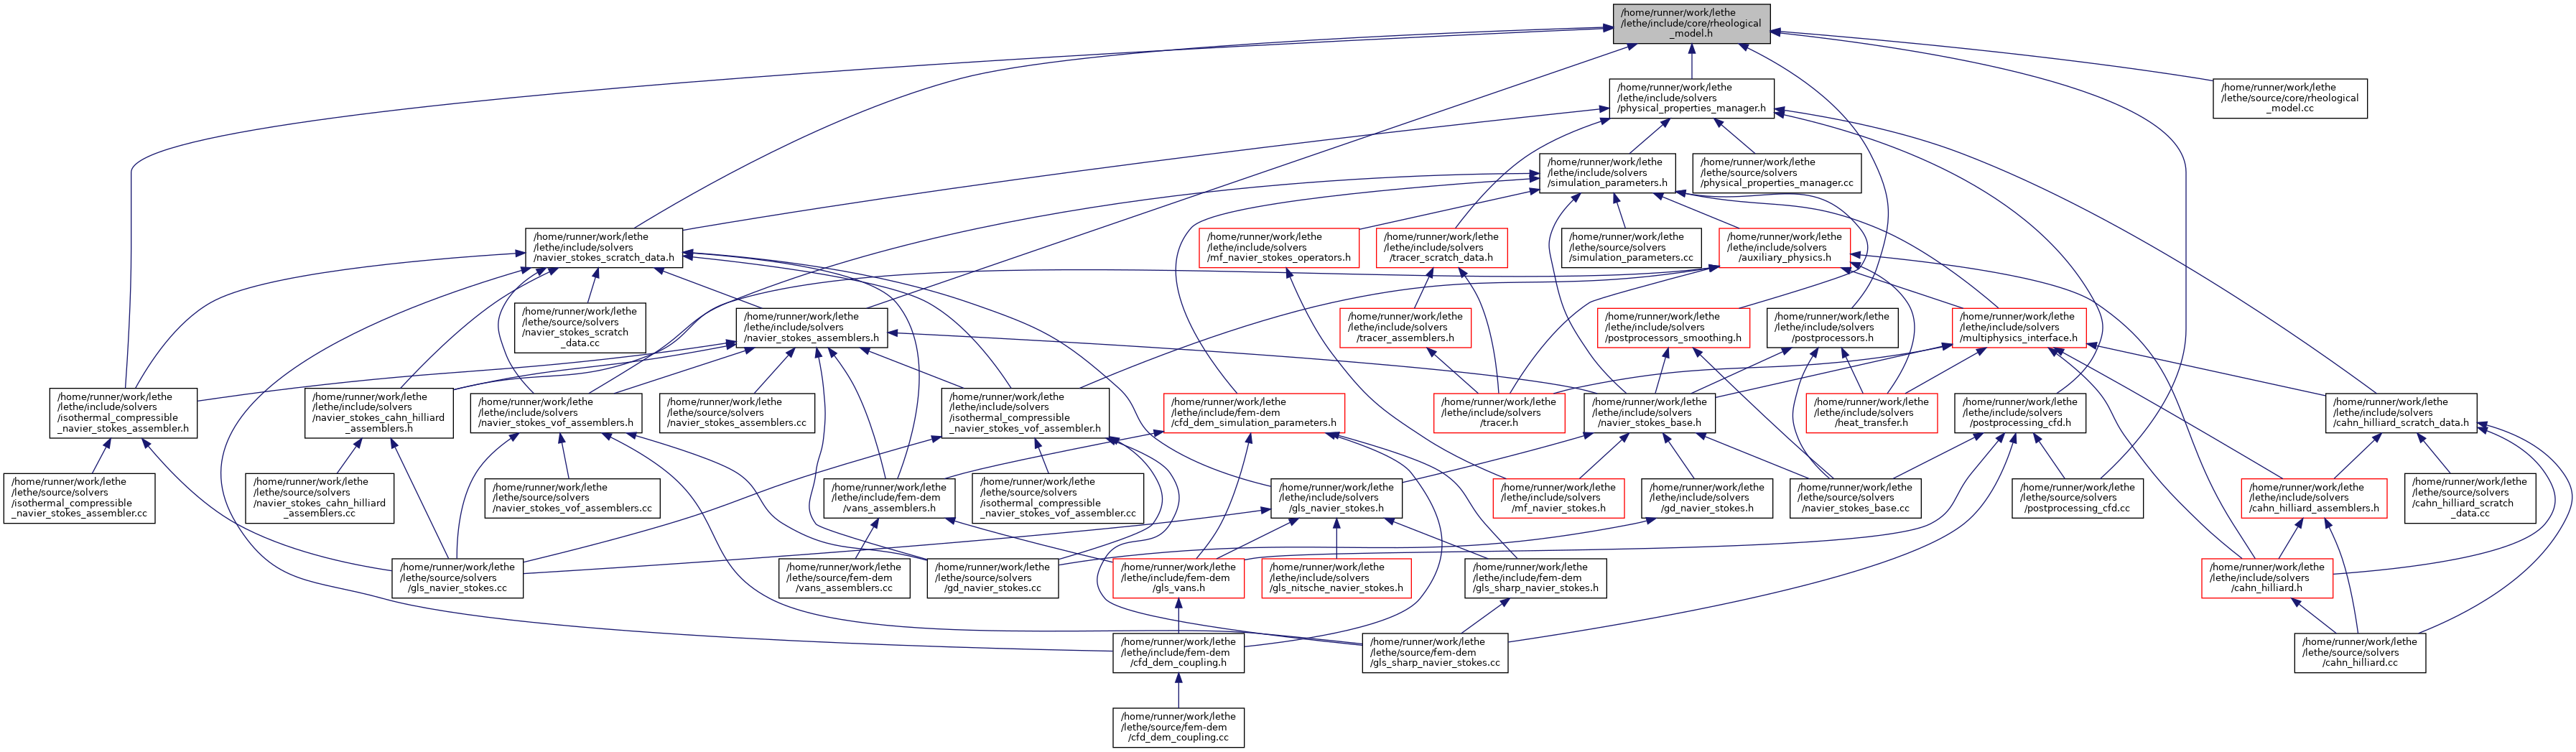 /home/runner/work/lethe
/lethe/include/core/rheological
_model.h
/home/runner/work/lethe
/lethe/include/solvers
/physical_properties_manager.h
/home/runner/work/lethe
/lethe/source/core/rheological
_model.cc
/home/runner/work/lethe
/lethe/include/solvers
/simulation_parameters.h
/home/runner/work/lethe
/lethe/source/solvers
/physical_properties_manager.cc
/home/runner/work/lethe
/lethe/include/solvers
/navier_stokes_scratch_data.h
/home/runner/work/lethe
/lethe/include/solvers
/mf_navier_stokes_operators.h
/home/runner/work/lethe
/lethe/include/solvers
/tracer_scratch_data.h
/home/runner/work/lethe
/lethe/source/solvers
/simulation_parameters.cc
/home/runner/work/lethe
/lethe/include/solvers
/auxiliary_physics.h
/home/runner/work/lethe
/lethe/source/solvers
/navier_stokes_scratch
_data.cc
/home/runner/work/lethe
/lethe/include/solvers
/navier_stokes_assemblers.h
/home/runner/work/lethe
/lethe/include/solvers
/tracer_assemblers.h
/home/runner/work/lethe
/lethe/include/solvers
/postprocessors_smoothing.h
/home/runner/work/lethe
/lethe/include/solvers
/postprocessors.h
/home/runner/work/lethe
/lethe/include/solvers
/multiphysics_interface.h
/home/runner/work/lethe
/lethe/include/solvers
/isothermal_compressible
_navier_stokes_assembler.h
/home/runner/work/lethe
/lethe/include/solvers
/navier_stokes_cahn_hilliard
_assemblers.h
/home/runner/work/lethe
/lethe/include/solvers
/navier_stokes_vof_assemblers.h
/home/runner/work/lethe
/lethe/source/solvers
/navier_stokes_assemblers.cc
/home/runner/work/lethe
/lethe/include/solvers
/isothermal_compressible
_navier_stokes_vof_assembler.h
/home/runner/work/lethe
/lethe/include/fem-dem
/cfd_dem_simulation_parameters.h
/home/runner/work/lethe
/lethe/include/solvers
/tracer.h
/home/runner/work/lethe
/lethe/include/solvers
/navier_stokes_base.h
/home/runner/work/lethe
/lethe/include/solvers
/heat_transfer.h
/home/runner/work/lethe
/lethe/include/solvers
/postprocessing_cfd.h
/home/runner/work/lethe
/lethe/include/solvers
/cahn_hilliard_scratch_data.h
/home/runner/work/lethe
/lethe/source/solvers
/isothermal_compressible
_navier_stokes_assembler.cc
/home/runner/work/lethe
/lethe/source/solvers
/navier_stokes_cahn_hilliard
_assemblers.cc
/home/runner/work/lethe
/lethe/source/solvers
/navier_stokes_vof_assemblers.cc
/home/runner/work/lethe
/lethe/include/fem-dem
/vans_assemblers.h
/home/runner/work/lethe
/lethe/source/solvers
/isothermal_compressible
_navier_stokes_vof_assembler.cc
/home/runner/work/lethe
/lethe/include/solvers
/gls_navier_stokes.h
/home/runner/work/lethe
/lethe/include/solvers
/mf_navier_stokes.h
/home/runner/work/lethe
/lethe/include/solvers
/gd_navier_stokes.h
/home/runner/work/lethe
/lethe/source/solvers
/navier_stokes_base.cc
/home/runner/work/lethe
/lethe/source/solvers
/postprocessing_cfd.cc
/home/runner/work/lethe
/lethe/include/solvers
/cahn_hilliard_assemblers.h
/home/runner/work/lethe
/lethe/source/solvers
/cahn_hilliard_scratch
_data.cc
/home/runner/work/lethe
/lethe/source/solvers
/gls_navier_stokes.cc
/home/runner/work/lethe
/lethe/source/fem-dem
/vans_assemblers.cc
/home/runner/work/lethe
/lethe/source/solvers
/gd_navier_stokes.cc
/home/runner/work/lethe
/lethe/include/fem-dem
/gls_vans.h
/home/runner/work/lethe
/lethe/include/solvers
/gls_nitsche_navier_stokes.h
/home/runner/work/lethe
/lethe/include/fem-dem
/gls_sharp_navier_stokes.h
/home/runner/work/lethe
/lethe/include/solvers
/cahn_hilliard.h
/home/runner/work/lethe
/lethe/include/fem-dem
/cfd_dem_coupling.h
/home/runner/work/lethe
/lethe/source/fem-dem
/gls_sharp_navier_stokes.cc
/home/runner/work/lethe
/lethe/source/solvers
/cahn_hilliard.cc
/home/runner/work/lethe
/lethe/source/fem-dem
/cfd_dem_coupling.cc